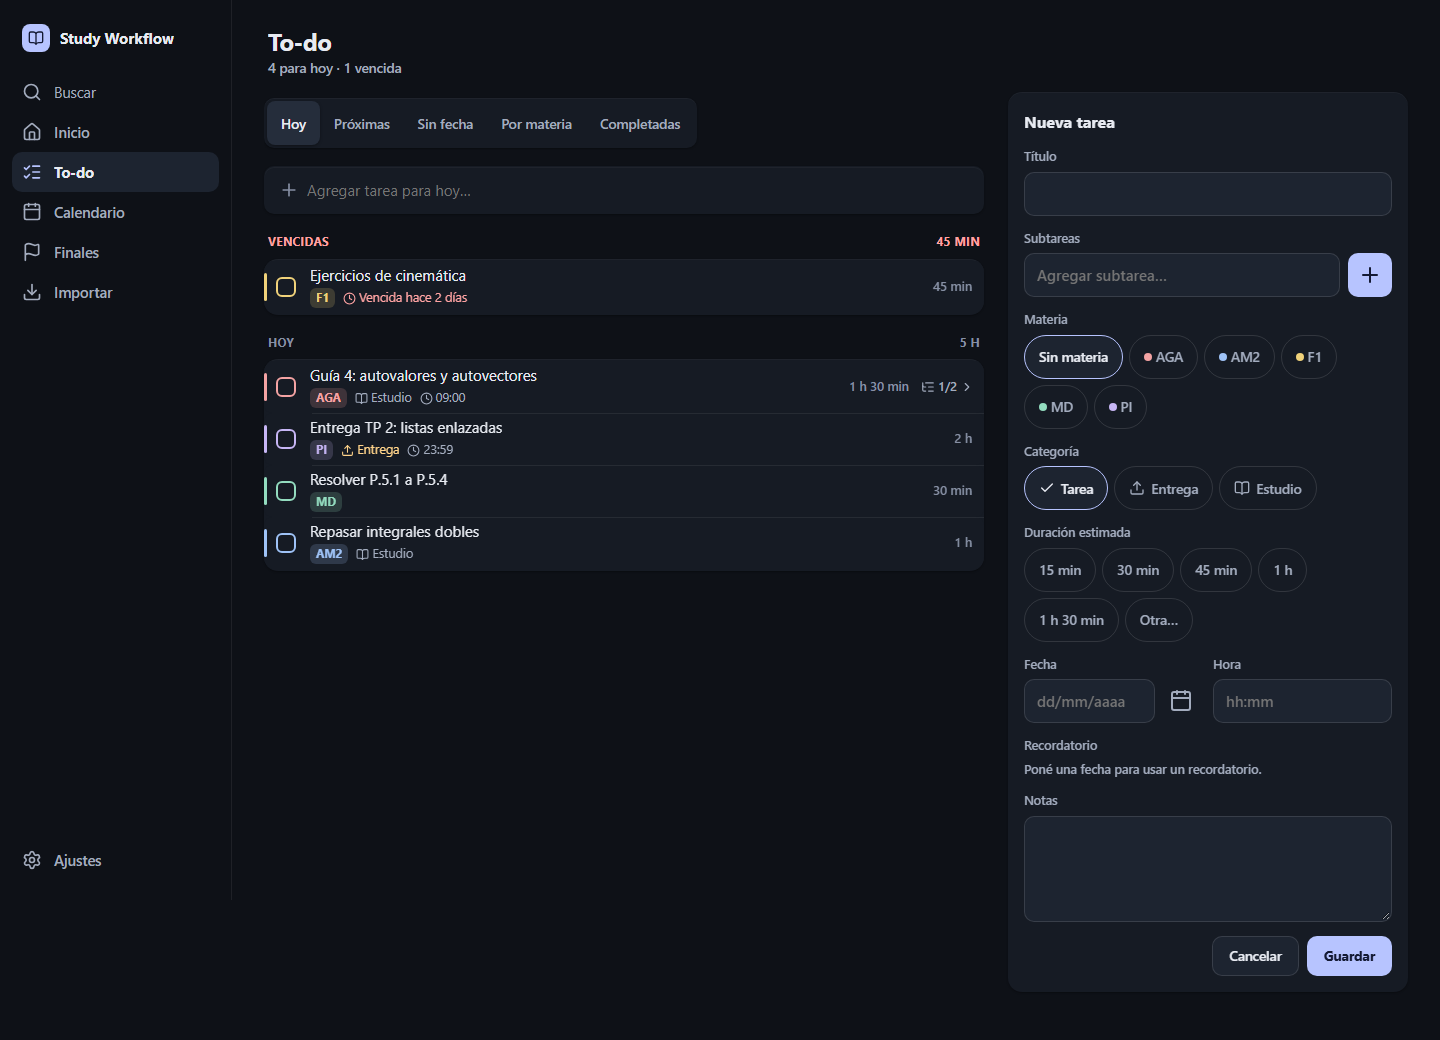 Study Workflow
Buscar
Inicio
To-do
Calendario
Finales
Importar
Ajustes
To-do
4 para hoy · 1 vencida
Hoy
Próximas
Sin fecha
Por materia
Completadas
Agregar tarea para hoy...
VENCIDAS
45 MIN
Ejercicios de cinemática
F1 Vencida hace 2 días
45 min
HOY
5 H
Guía 4: autovalores y autovectores
AGA Estudio 09:00
1 h 30 min 1/2
Entrega TP 2: listas enlazadas
PI Entrega 23:59
2 h
Resolver P.5.1 a P.5.4
MD
30 min
Repasar integrales dobles
AM2 Estudio
1 h
Nueva tarea
Título
Subtareas
Agregar subtarea...
Materia
Sin materia AGA AM2 F1
MD PI
Categoría
Tarea Entrega Estudio
Duración estimada
15 min 30 min 45 min 1 h
1 h 30 min Otra...
Fecha Hora
dd/mm/aaaa hh:mm
Recordatorio
Poné una fecha para usar un recordatorio.
Notas
Cancelar Guardar